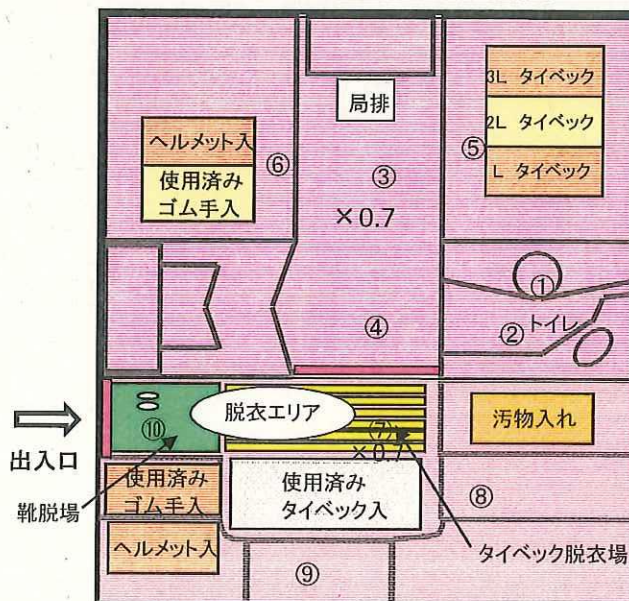 3L タイベック
2L タイベック
L タイベック
局排
ヘルメット入
使用済み
ゴム手入
⑥
③
⑤
×0.7
①
④
②
トイレ
脱衣エリア
⑩
⑦
×0.7
汚物入れ
出入口
靴脱場
使用済み
ゴム手入
使用済み
タイベック入
⑧
ヘルメット入
タイベック脱衣場
⑨